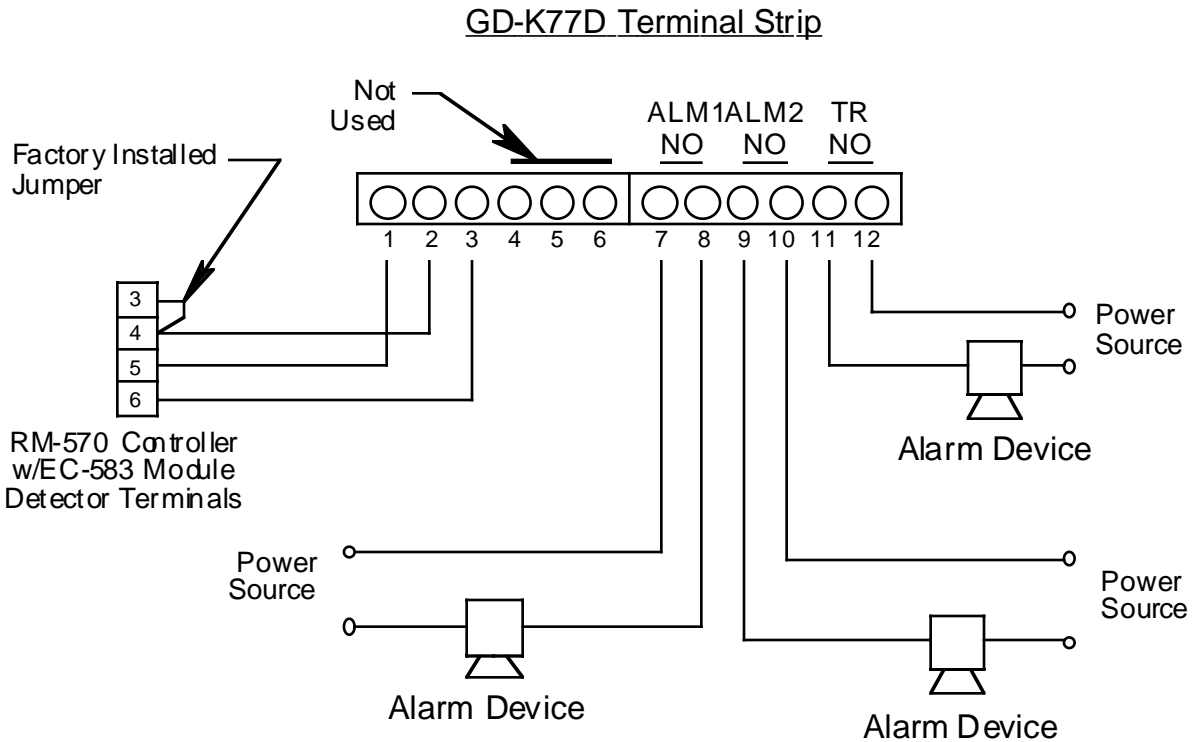 GD-K77D Terminal Strip
Not
Used
ALM1 ALM2 TR
NO NO NO
Factory Installed
Jumper
1 2 3 4 5 6 7 8 9 10 11 12
3
4
5
6
RM-570 Controller
w/EC-583 Module
Detector Terminals
Power
Source
Alarm Device
Power
Source
Alarm Device
Power
Source
Alarm Device